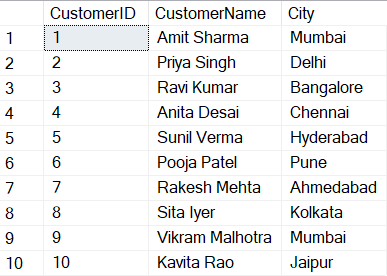 CustomerID CustomerName City
1 1 Amit Sharma Mumbai
2 2 Priya Singh Delhi
3 3 Ravi Kumar Bangalore
4 4 Anita Desai Chennai
5 5 Sunil Verma Hyderabad
6 6 Pooja Patel Pune
7 7 Rakesh Mehta Ahmedabad
8 8 Sita Iyer Kolkata
9 9 Vikram Malhotra Mumbai
10 10 Kavita Rao Jaipur